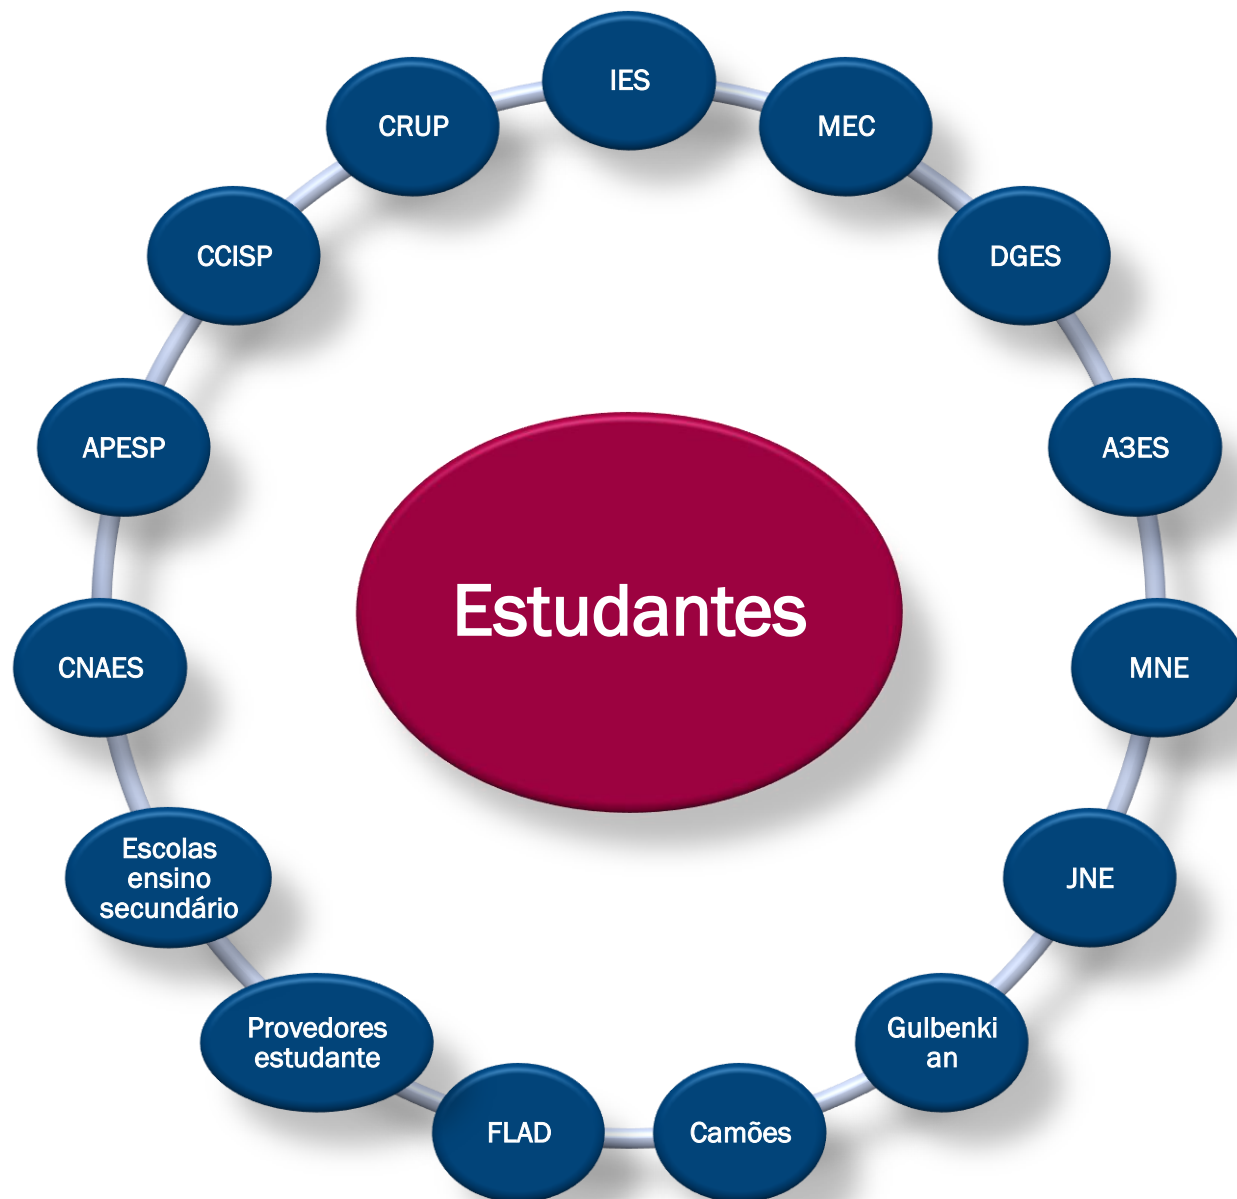 IES
MEC
DGES
A3ES
MNE
JNE
Gulbenki
an
Camões
FLAD
Provedores
estudante
Escolas
ensino
secundário
CNAES
APESP
CCISP
CRUP
Estudantes